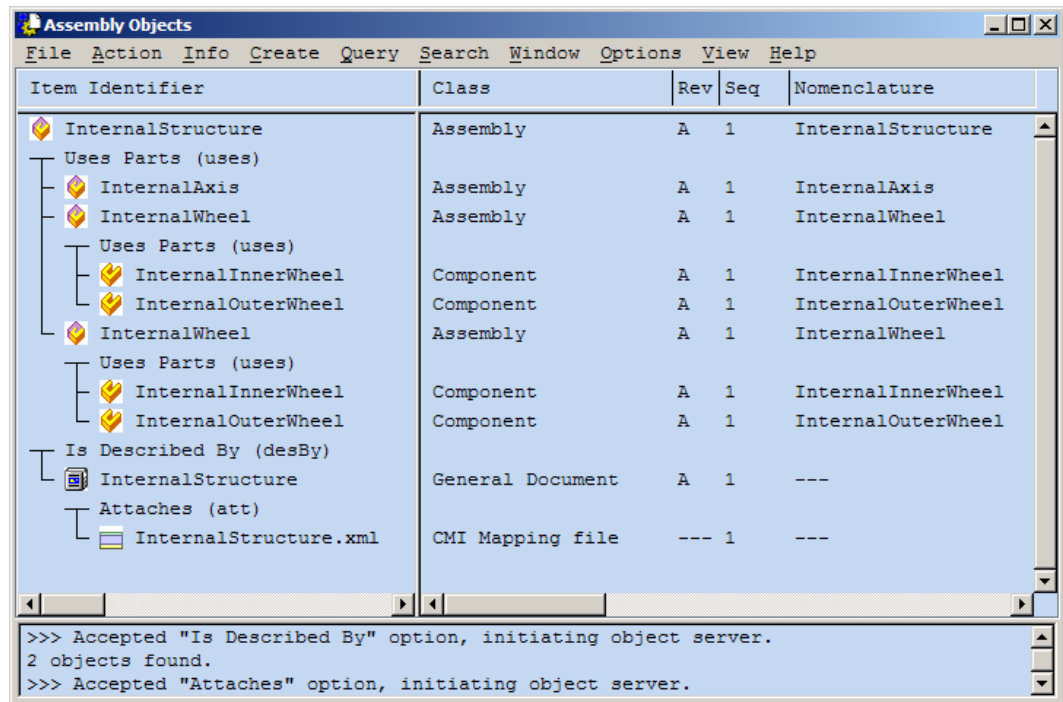 Assembly Objects
File Action Info Create Query Search Window Options View Help
Item Identifier Class Rev Seq Nomenclature
InternalStructure Assembly A 1 InternalStructure
Uses Parts (uses)
InternalAxis Assembly A 1 InternalAxis
InternalWheel Assembly A 1 InternalWheel
Uses Parts (uses)
InternalInnerWheel Component A 1 InternalInnerWheel
InternalOuterWheel Component A 1 InternalOuterWheel
InternalWheel Assembly A 1 InternalWheel
Uses Parts (uses)
InternalInnerWheel Component A 1 InternalInnerWheel
InternalOuterWheel Component A 1 InternalOuterWheel
Is Described By (desBy)
InternalStructure General Document A 1 ---
Attaches (att)
InternalStructure.xml CMI Mapping file --- 1 ---
>>> Accepted "Is Described By" option, initiating object server.
2 objects found.
>>> Accepted "Attaches" option, initiating object server.